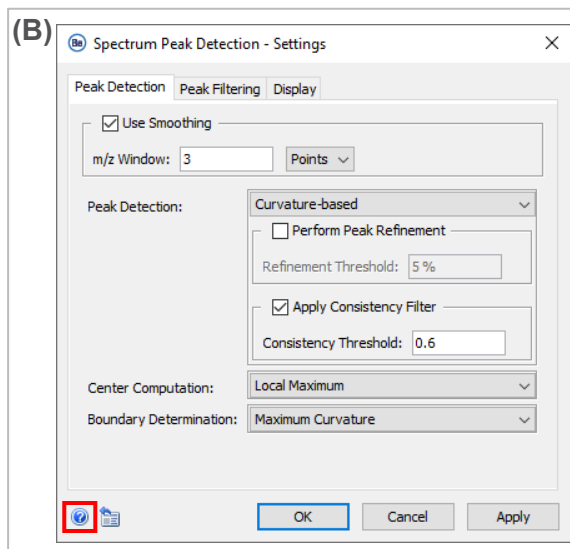 (B)
Be Spectrum Peak Detection - Settings
Peak Detection Peak Filtering Display
Use Smoothing
m/z Window: 3 Points
Peak Detection: Curvature-based
Perform Peak Refinement
Refinement Threshold: 5 %
Apply Consistency Filter
Consistency Threshold: 0.6
Center Computation: Local Maximum
Boundary Determination: Maximum Curvature
? OK Cancel Apply